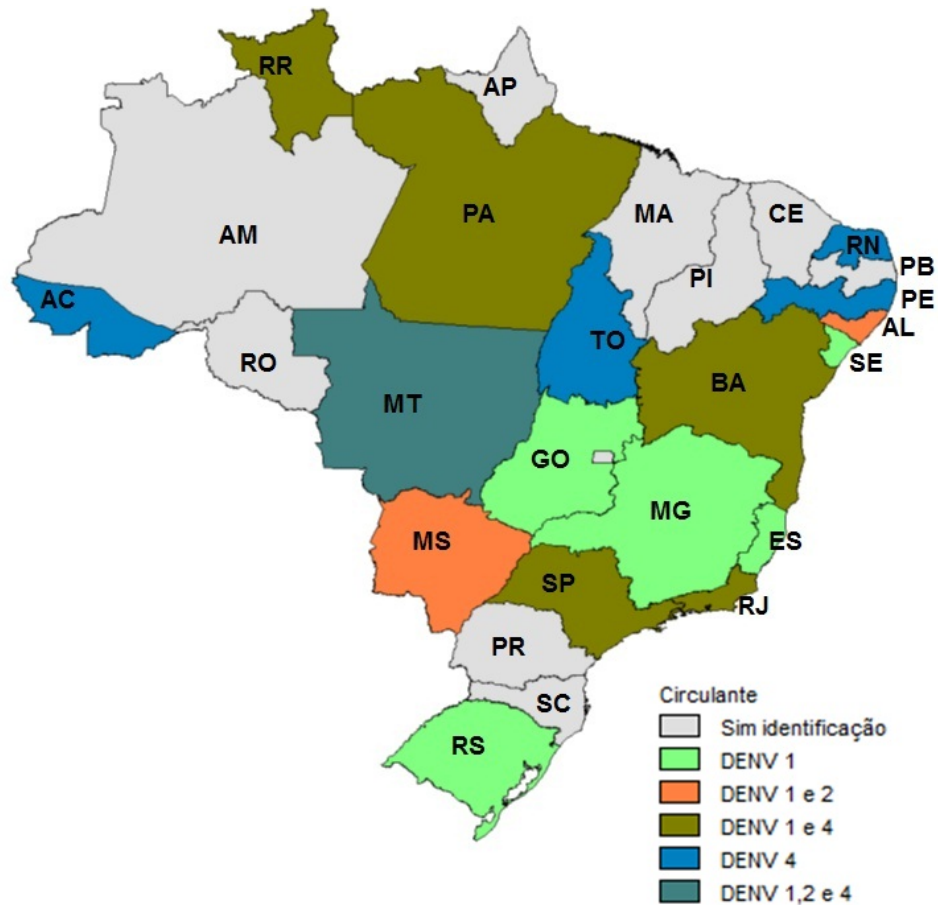 RR
AP
AM
PA
MA
CE
RN
PB
PI
PE
AC
AL
TO
SE
RO
BA
MT
GO
MG
MS
ES
SP
RJ
PR
SC
RS
Circulante
Sim identificação
DENV 1
DENV 1 e 2
DENV 1 e 4
DENV 4
DENV 1,2 e 4